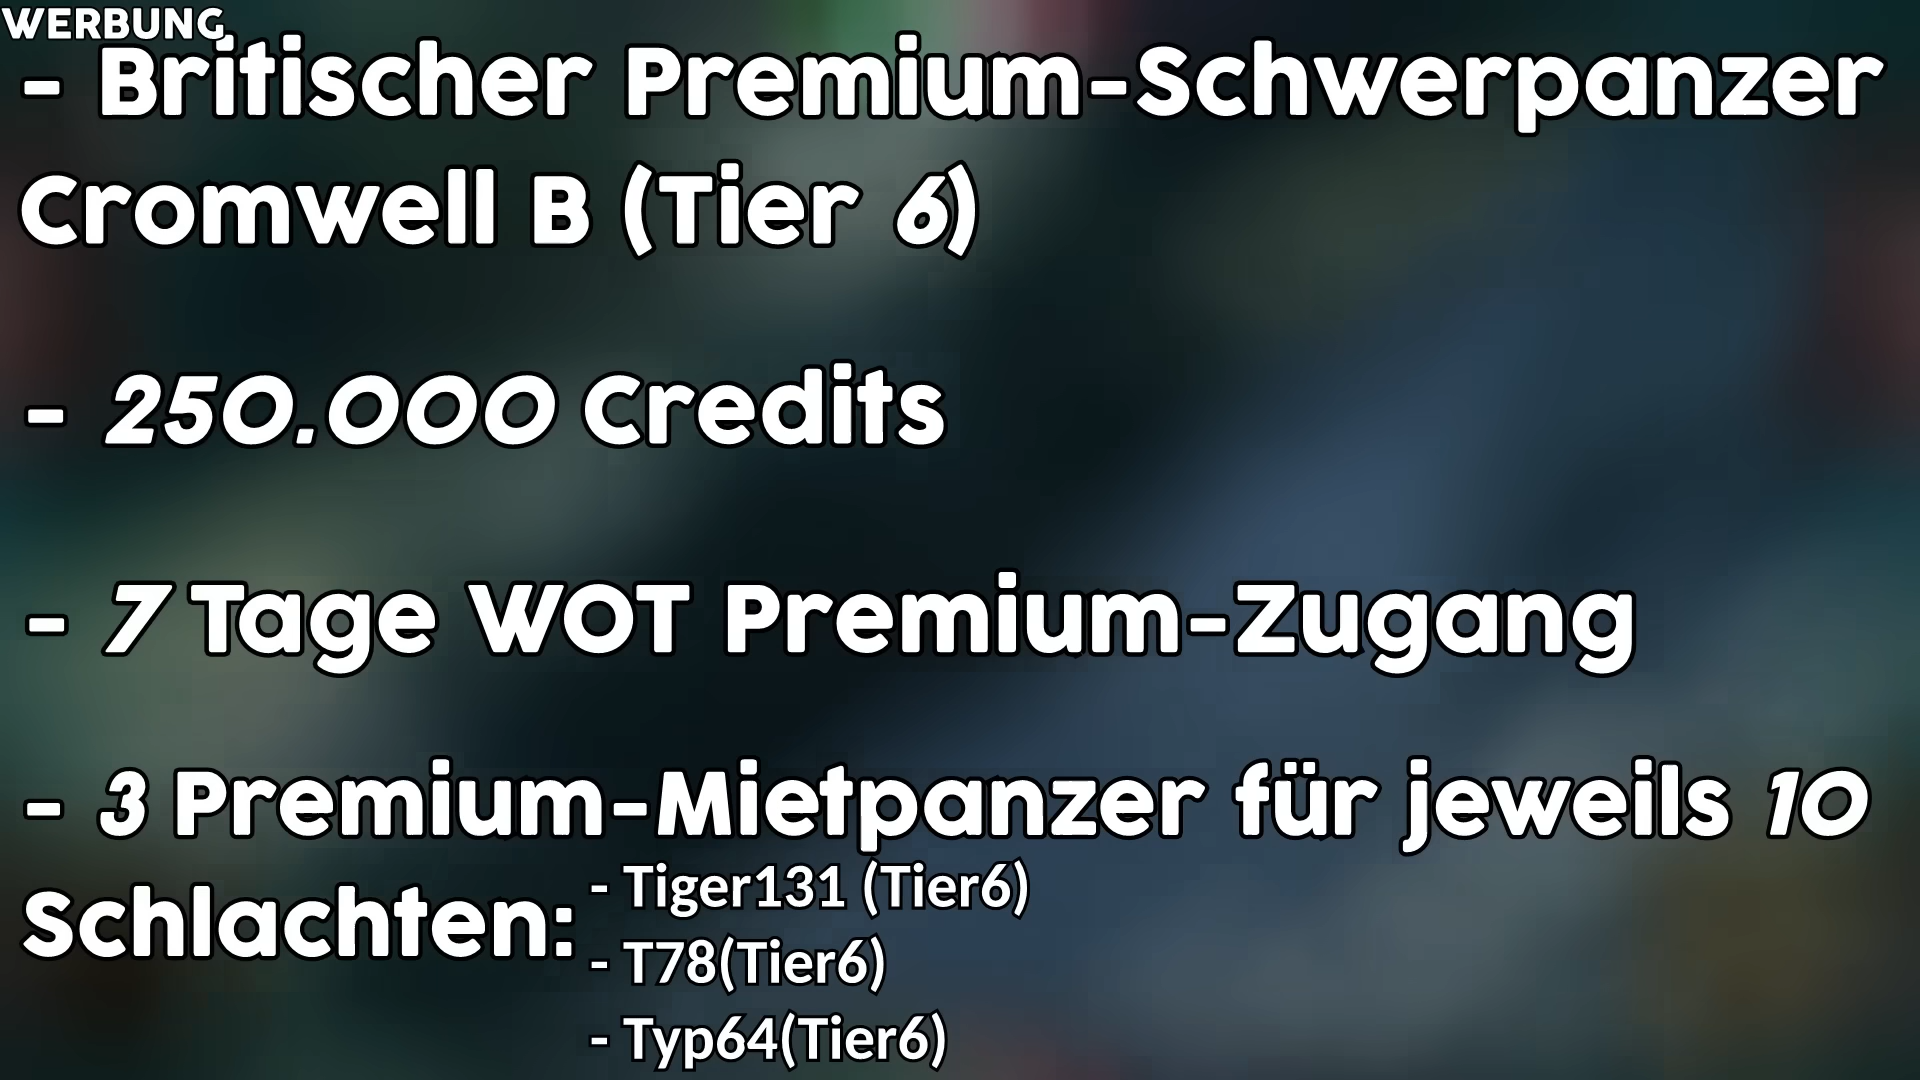 WERBUNG
- Britischer Premium-Schwerpanzer
Cromwell B (Tier 6)
- 250.000 Credits
- 7 Tage WOT Premium-Zugang
- 3 Premium-Mietpanzer für jeweils 10
Schlachten:
- Tiger131 (Tier6)
- T78(Tier6)
- Typ64(Tier6)